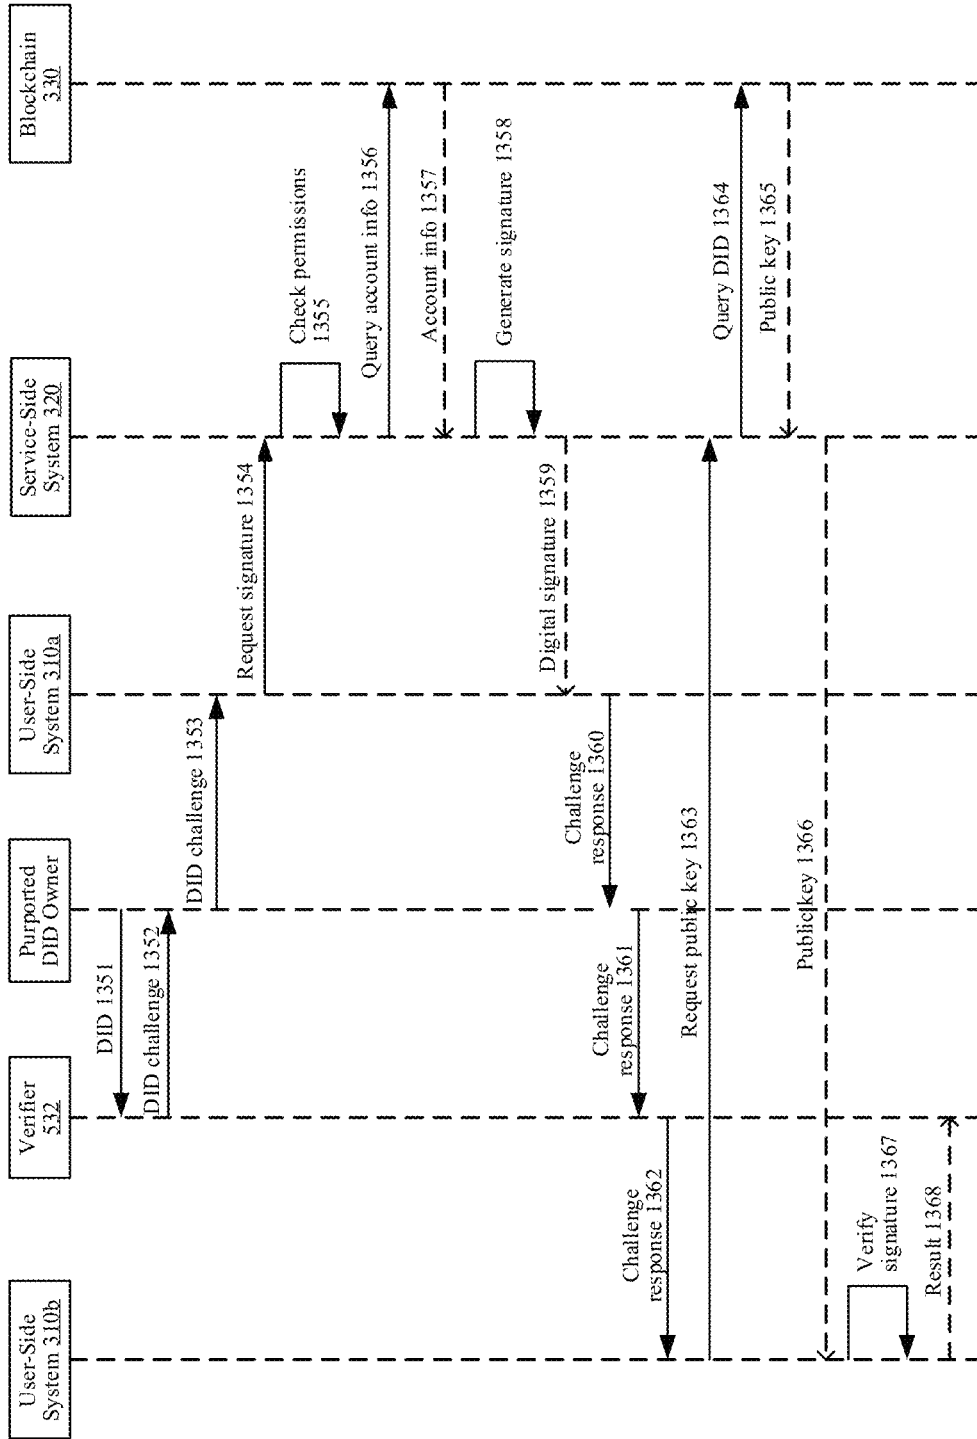 User-Side
System 310b
Verifier
532
Purported
DID Owner
User-Side
System 310a
Service-Side
System 320
Blockchain
330
DID 1351
DID challenge 1352
DID challenge 1353
Request signature 1354
Check permissions
1355
Query account info 1356
Account info 1357
Generate signature 1358
Digital signature 1359
Challenge
response 1360
Challenge
response 1361
Challenge
response 1362
Request public key 1363
Query DID 1364
Public key 1365
Public key 1366
Verify
signature 1367
Result 1368